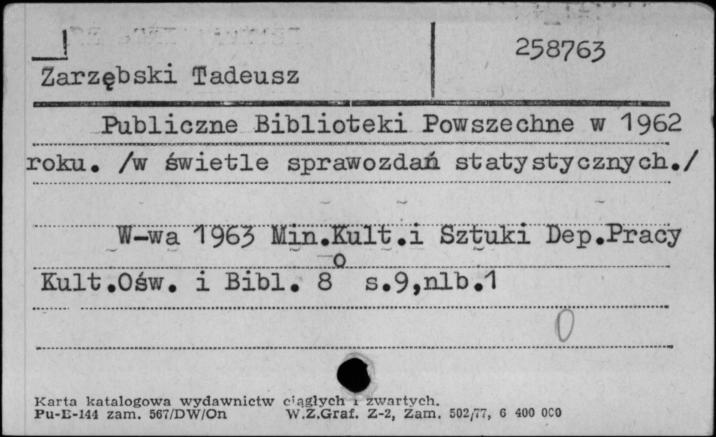 258763
Zarzębski Tadeusz
Publiczne Biblioteki Powszechne w 1962
roku. /w świetle sprawozdań statystycznych./
W-wa 1963 Min.Kult.i Sztuki Dep.Pracy
Kult.Ośw. i Bibl. 8o s.9,nlb.1
0
Karta katalogowa wydawnictw ciągłych i zwartych.
Pu-E-144 zam. 567/DW/On W.Z.Graf. Z-2, Zam. 502/77, 6 400 000